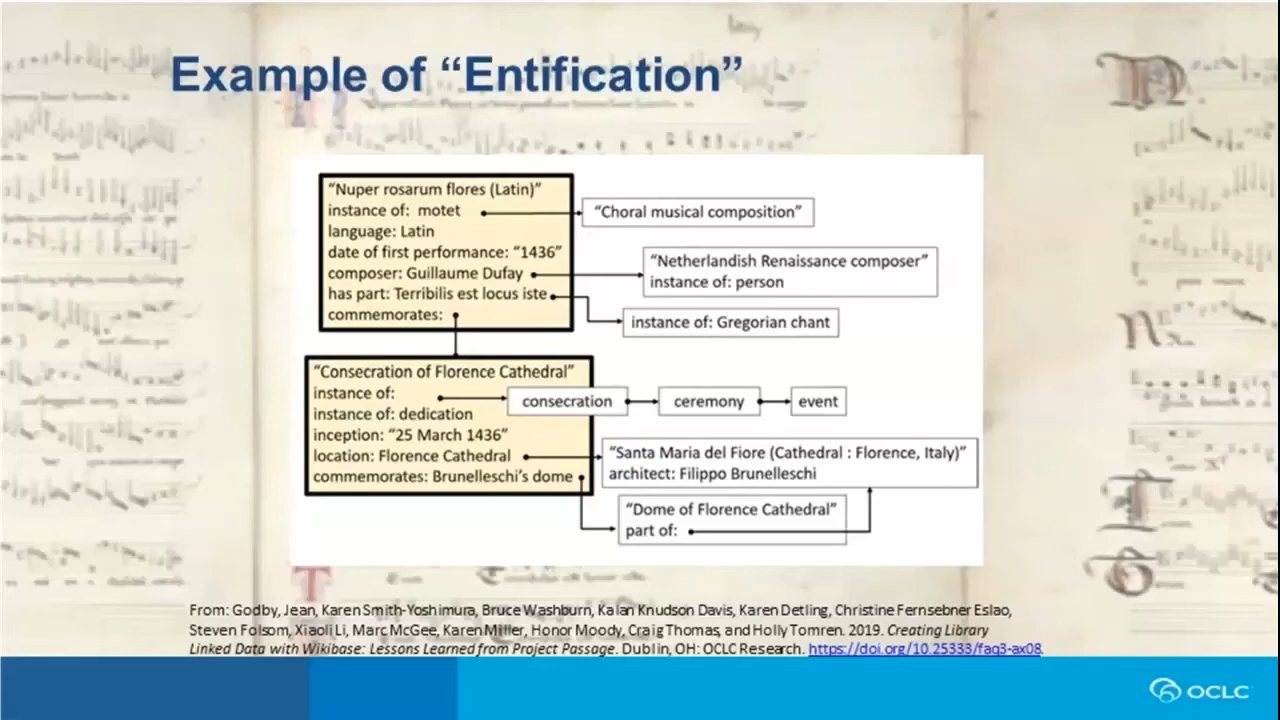 Example of “Entification”
“Nuper rosarum flores (Latin)”
instance of: motet
language: Latin
date of first performance: “1436”
composer: Guillaume Dufay
has part: Terribilis est locus iste
commemorates:
“Choral musical composition”
“Netherlandish Renaissance composer”
instance of: person
instance of: Gregorian chant
“Consecration of Florence Cathedral”
instance of:
instance of: dedication
inception: “25 March 1436”
location: Florence Cathedral
commemorates: Brunelleschi’s dome
consecration
ceremony
event
“Santa Maria del Fiore (Cathedral : Florence, Italy)”
architect: Filippo Brunelleschi
“Dome of Florence Cathedral”
part of:
From: Godby, Jean, Karen Smith-Yoshimura, Bruce Washburn, Kalan Knudson Davis, Karen Detling, Christine Fernsebner Eslao,
Steven Folsom, Xiaoli Li, Marc McGee, Karen Miller, Honor Moody, Craig Thomas, and Holly Tomren. 2019. Creating Library
Linked Data with Wikibase: Lessons Learned from Project Passage. Dublin, OH: OCLC Research. https://doi.org/10.25333/faq3-ax08.
OCLC